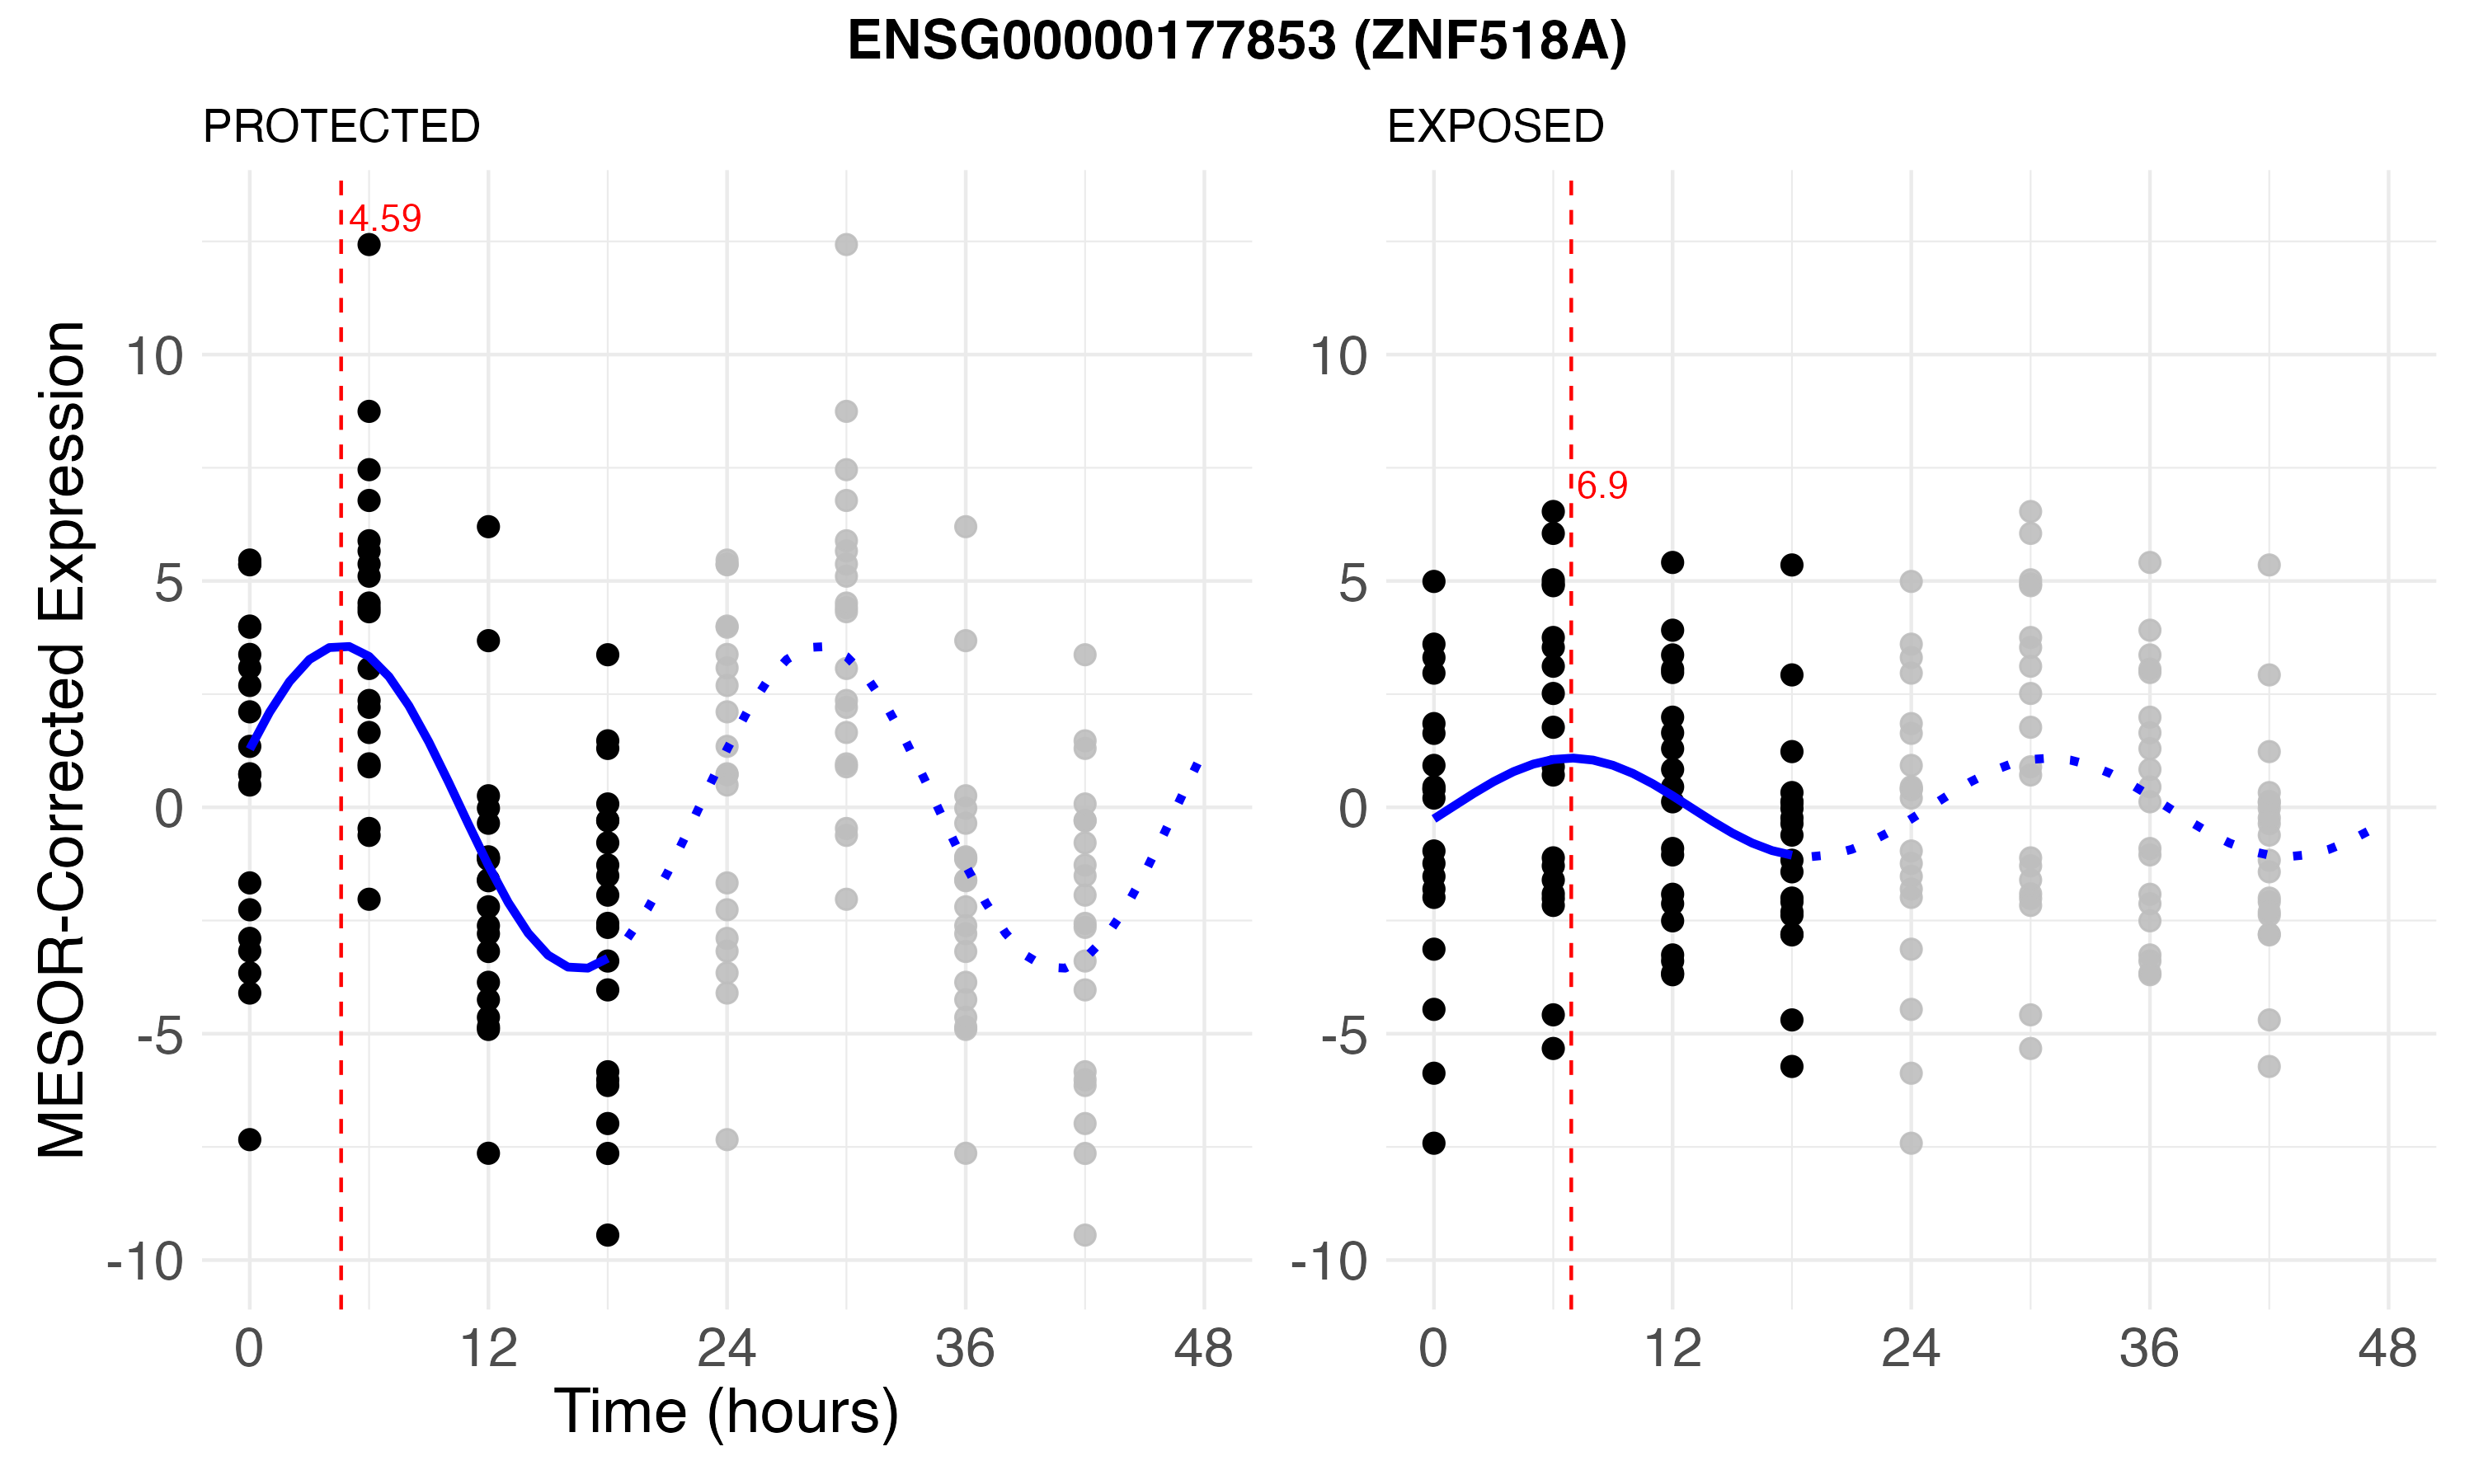 ENSG00000177853 (ZNF518A)
PROTECTED
EXPOSED
MESOR-Corrected Expression
4.59
10
5
0
-5
-10
0 12 24 36 48
6.9
10
5
0
-5
-10
0 12 24 36 48
Time (hours)